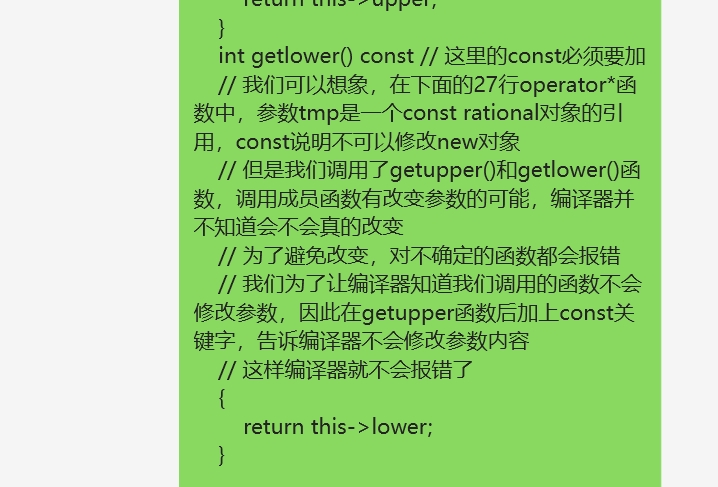 return this->upper;
}
int getlower() const // 这里的const必须要加
// 我们可以想象，在下面的27行operator*函
数中，参数tmp是一个const rational对象的引
用，const说明不可以修改new对象
// 但是我们调用了getupper()和getlower()函
数，调用成员函数有改变参数的可能，编译器并
不知道会不会真的改变
// 为了避免改变，对不确定的函数都会报错
// 我们为了让编译器知道我们调用的函数不会
修改参数，因此在getupper函数后加上const关
键字，告诉编译器不会修改参数内容
// 这样编译器就不会报错了
{
return this->lower;
}